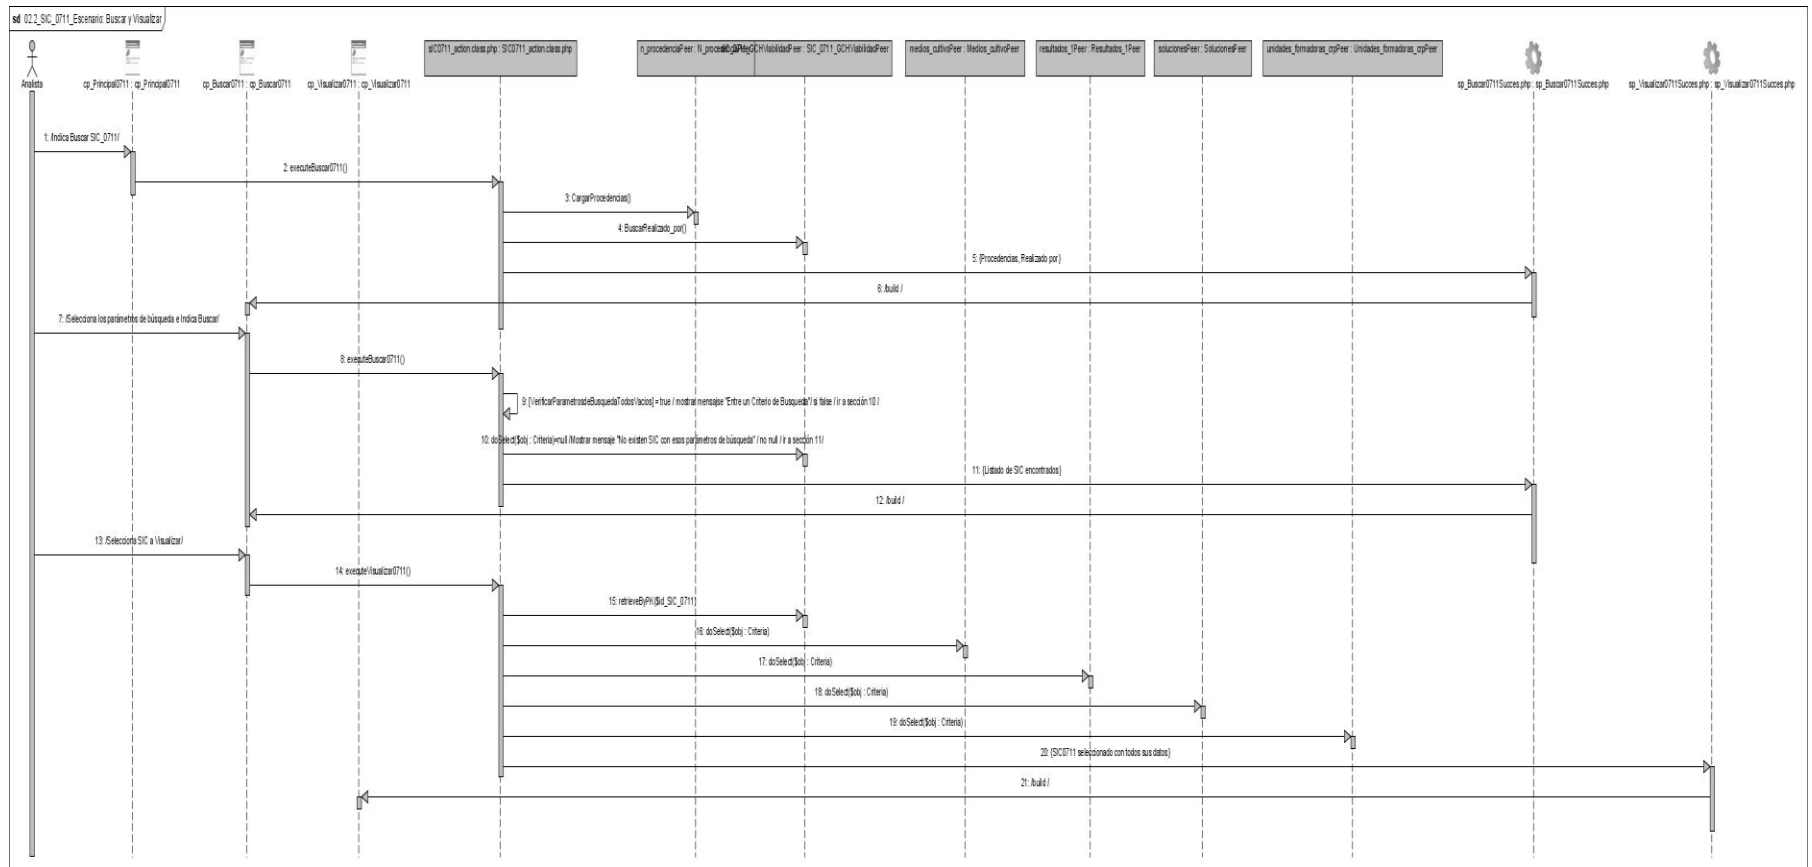 sd 02.2_SIC_0711_Escenario: Buscar y Visualizar
Analista
cp_Principal0711 : cp_Principal0711
cp_Buscar0711 : cp_Buscar0711
cp_Visualizar0711 : cp_Visualizar0711
sIC0711_action.class.php : SIC0711_action.class.php
n_procedenciaPeer : N_procedenciaPeer
GCHViabilidadPeer : SIC_0711_GCHViabilidadPeer
medios_cultivoPeer : Medios_cultivoPeer
resultados_1Peer : Resultados_1Peer
solucionesPeer : SolucionesPeer
unidades_formadoras_crpPeer : Unidades_formadoras_crpPeer
sp_Buscar0711Succes.php : sp_Buscar0711Succes.php
sp_Visualizar0711Succes.php : sp_Visualizar0711Succes.php
1: /Indica Buscar SIC_0711/
2: executeBuscar0711()
3: CargarProcedencias()
4: BuscarRealizado_por()
5: {Procedencias, Realizado por}
6: /build /
7: /Selecciona los parámetros de búsqueda e Indica Buscar/
8: executeBuscar0711()
9: [VerificarParametrosdeBusquedaTodosVacios] = true / mostrar mensajse "Entre un Criterio de Busqueda"/ si false / ir a sección 10 /
10: doSelect($obj : Criteria)=null /Mostrar mensaje "No existen SIC con esos parámetros de búsqueda" / no null / ir a sección 11/
11: {Listado de SIC encontrados}
12: /build /
13: /Selecciona SIC a Visualizar/
14: executeVisualizar0711()
15: retrieveByPK($id_SIC_0711)
16: doSelect($obj : Criteria)
17: doSelect($obj : Criteria)
18: doSelect($obj : Criteria)
19: doSelect($obj : Criteria)
20: {SIC0711 seleccionado con todos sus datos}
21: /build /